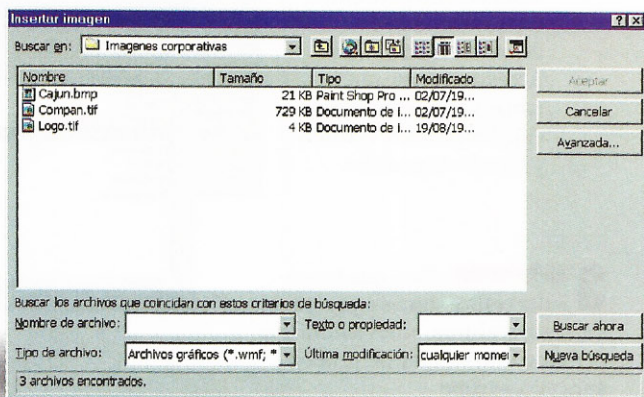 Insertar imagen
Buscar en: Imagenes corporativas
Nombre Tamaño Tipo Modificado
Cajun.bmp 21 KB Paint Shop Pro ... 02/07/19...
Compan.tif 729 KB Documento de i... 02/07/19...
Logo.tif 4 KB Documento de i... 19/08/19...
Aceptar
Cancelar
Avanzada...
Buscar los archivos que coincidan con estos criterios de búsqueda:
Nombre de archivo: Texto o propiedad: Buscar ahora
Tipo de archivo: Archivos gráficos (*.wmf; * Última modificación: cualquier mome Nueva búsqueda
3 archivos encontrados.